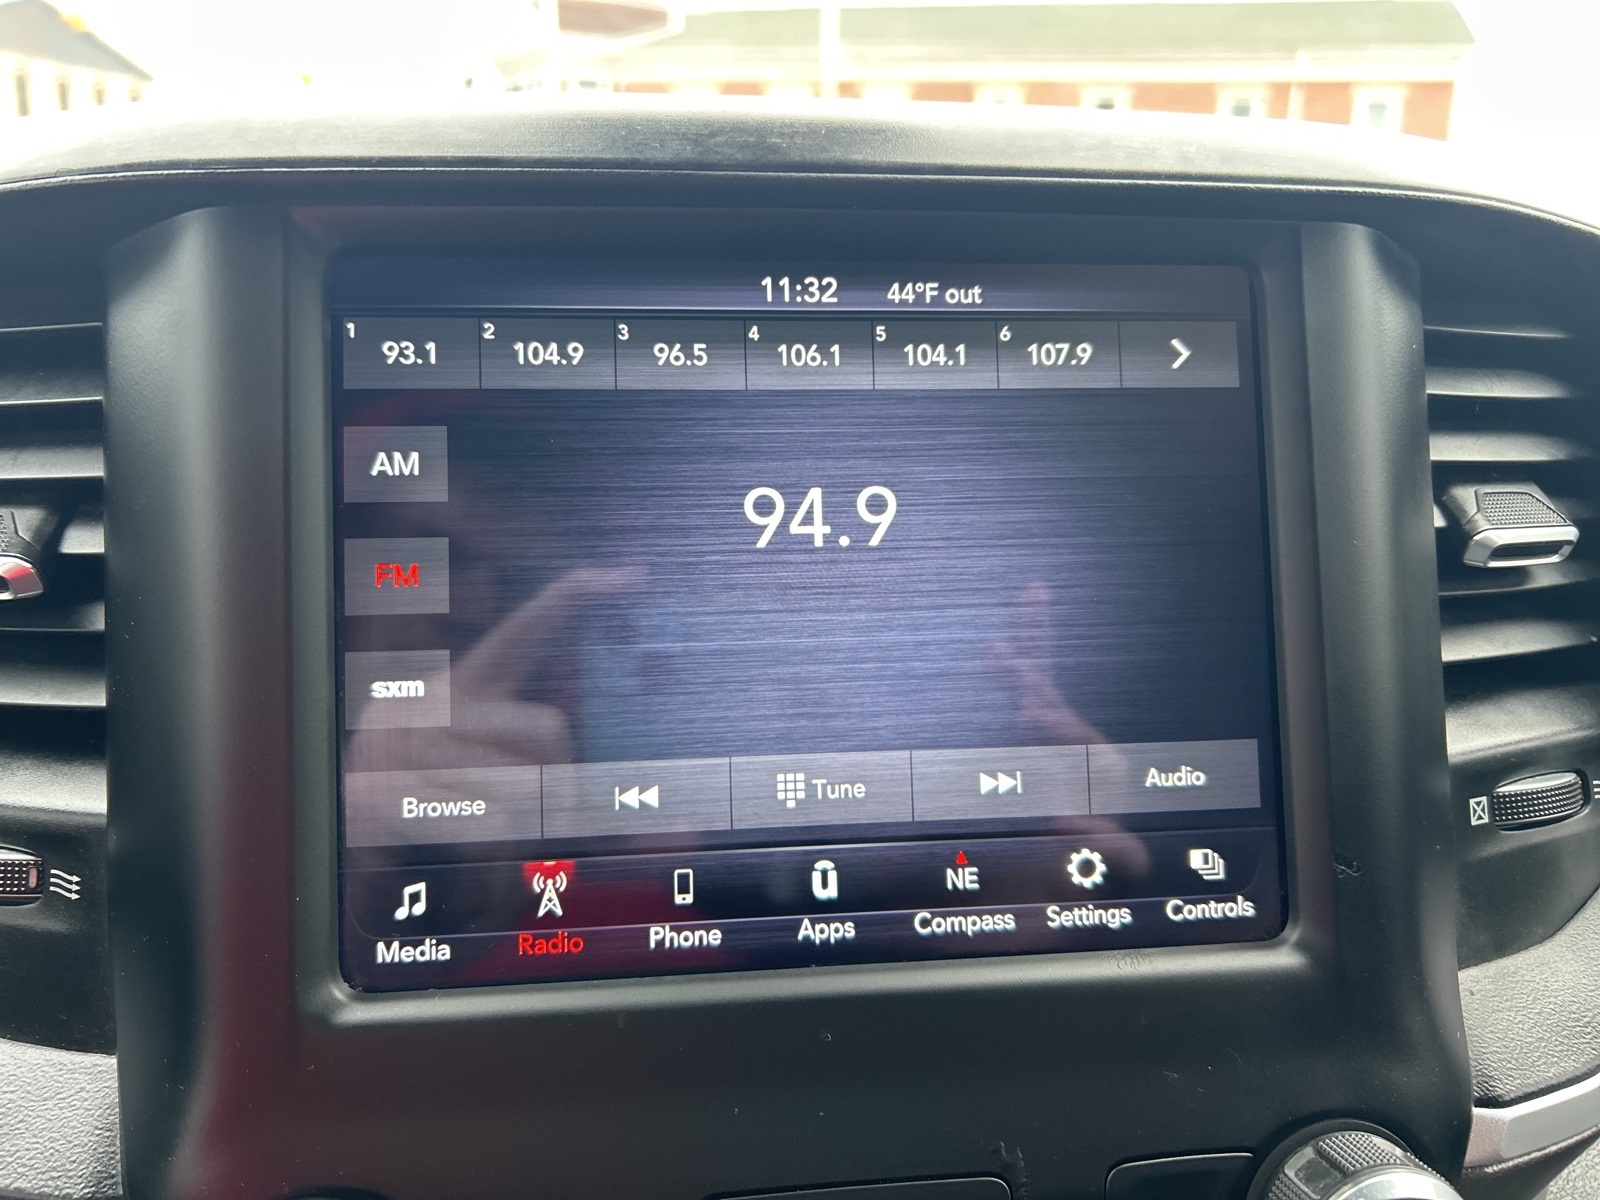 11:32 44°F out
1 93.1 2 104.9 3 96.5 4 106.1 5 104.1 6 107.9
AM
94.9
FM
sxm
Browse Tune Audio
NE
Media Radio Phone Apps Compass Settings Controls